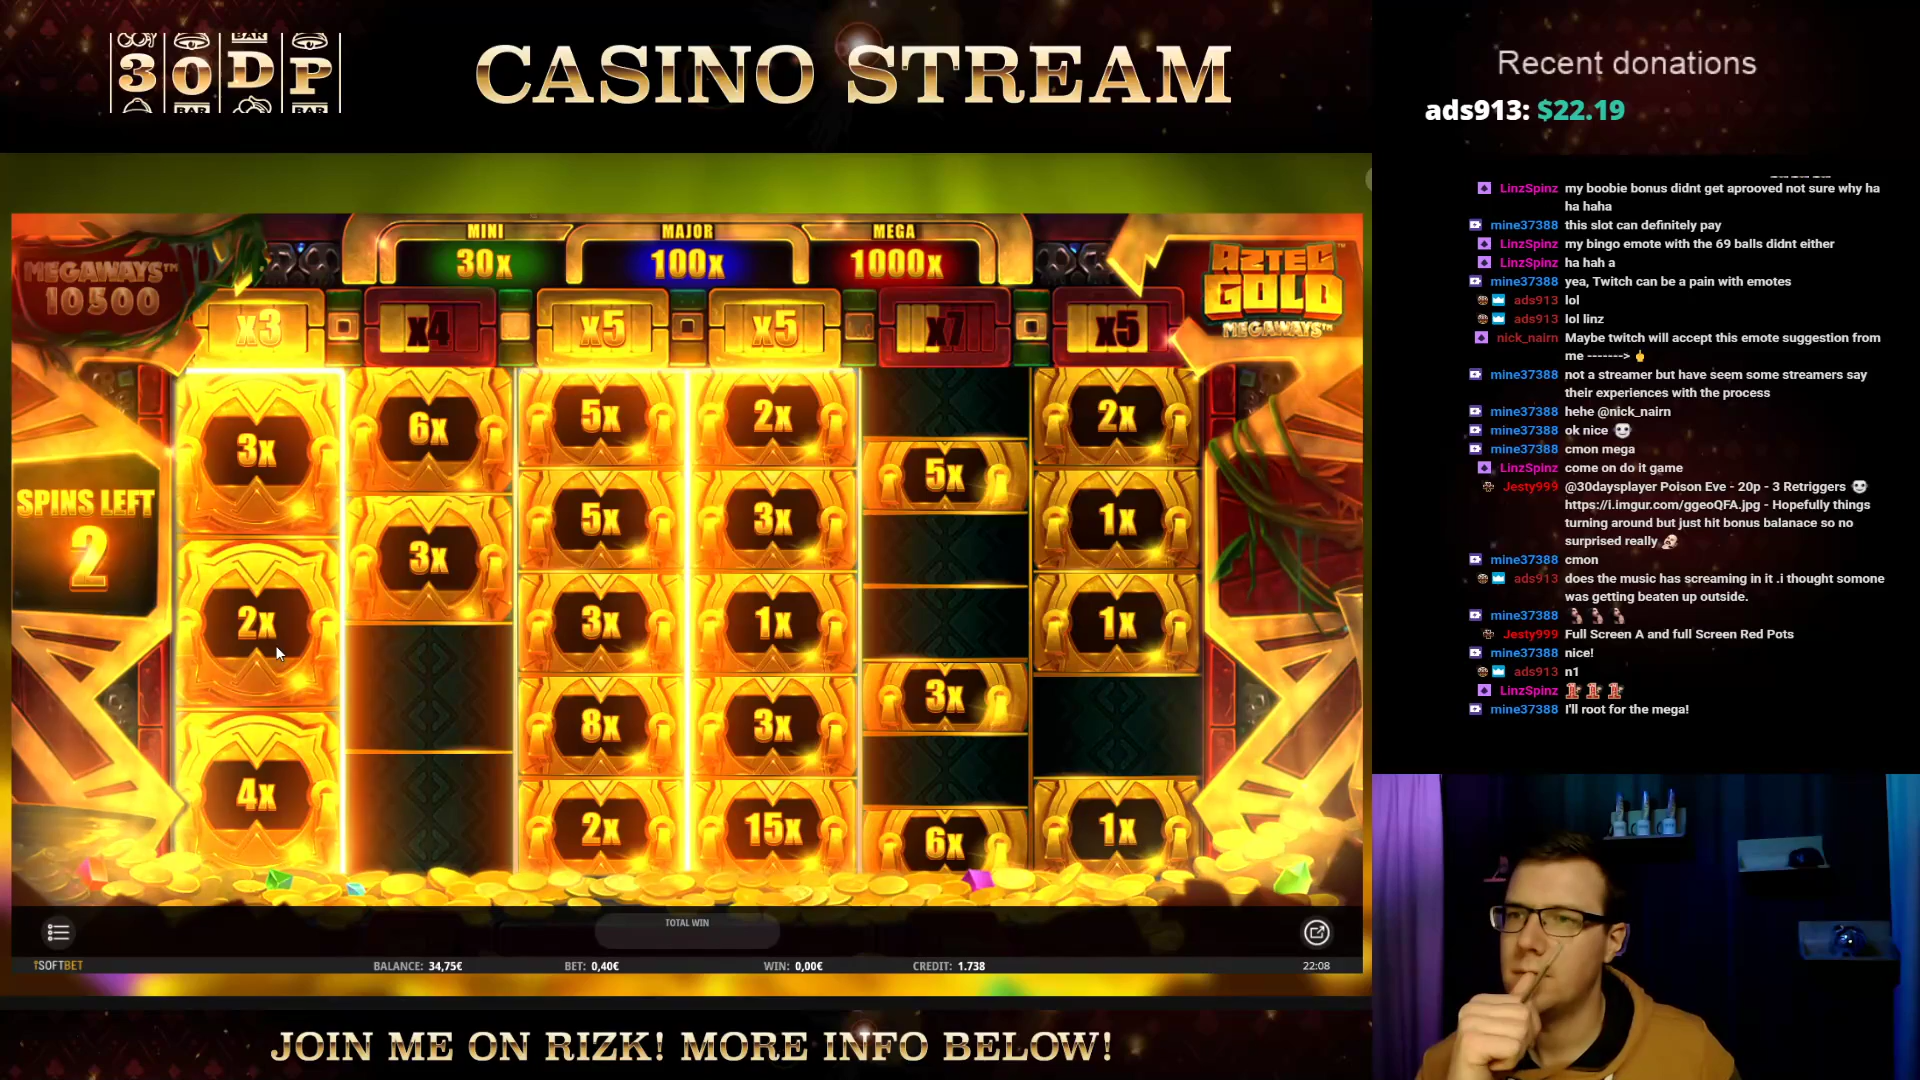 BAR
30DP
BAR BAR
CASINO STREAM
Recent donations
ads913: $22.19
MEGAWAYS™
10500
MINI
30x
MAJOR
100x
MEGA
1000x
AZTEC
GOLD
MEGAWAYS™
x3 x4 x5 x5 x7 x5
SPINS LEFT
2
3x
2x
4x
6x
3x
5x
5x
3x
8x
2x
2x
3x
1x
3x
15x
5x
3x
6x
2x
1x
1x
1x
TOTAL WIN
iSOFTBET
BALANCE: 34,75€
BET: 0,40€
WIN: 0,00€
CREDIT: 1.738
22:08
LinzSpinz my boobie bonus didnt get aprooved not sure why ha
ha haha
mine37388 this slot can definitely pay
LinzSpinz my bingo emote with the 69 balls didnt either
LinzSpinz ha hah a
mine37388 yea, Twitch can be a pain with emotes
ads913 lol
ads913 lol linz
nick_nairn Maybe twitch will accept this emote suggestion from
me ------->
mine37388 not a streamer but have seem some streamers say
their experiences with the process
mine37388 hehe @nick_nairn
mine37388 ok nice
mine37388 cmon mega
LinzSpinz come on do it game
Jesty999 @30daysplayer Poison Eve - 20p - 3 Retriggers
https://i.imgur.com/ggeoQFA.jpg - Hopefully things
turning around but just hit bonus balanace so no
surprised really
mine37388 cmon
ads913 does the music has screaming in it .i thought somone
was getting beaten up outside.
mine37388
Jesty999 Full Screen A and full Screen Red Pots
mine37388 nice!
ads913 n1
LinzSpinz
mine37388 I'll root for the mega!
JOIN ME ON RIZK! MORE INFO BELOW!